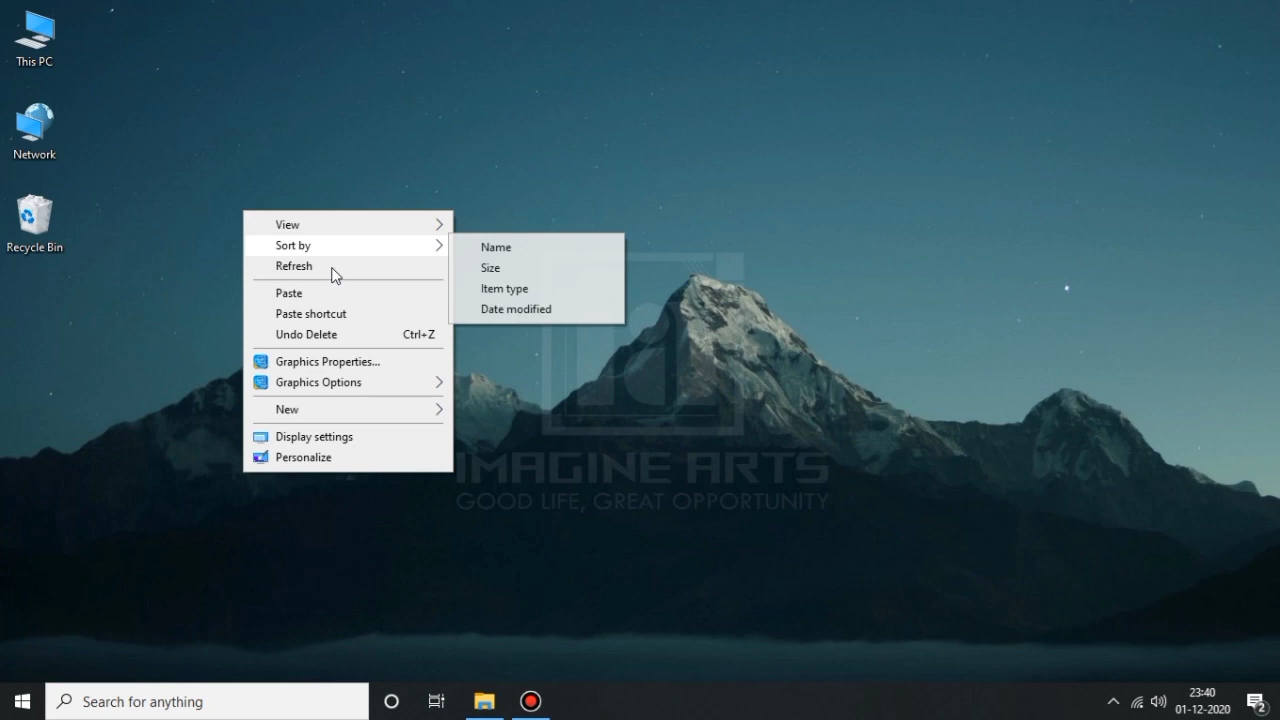 This PC
Network
Recycle Bin
View
Sort by
Refresh
Paste
Paste shortcut
Undo Delete Ctrl+Z
Graphics Properties...
Graphics Options
New
Display settings
Personalize
Name
Size
Item type
Date modified
IMAGINE ARTS
GOOD LIFE, GREAT OPPORTUNITY
Search for anything
23:40
01-12-2020
2